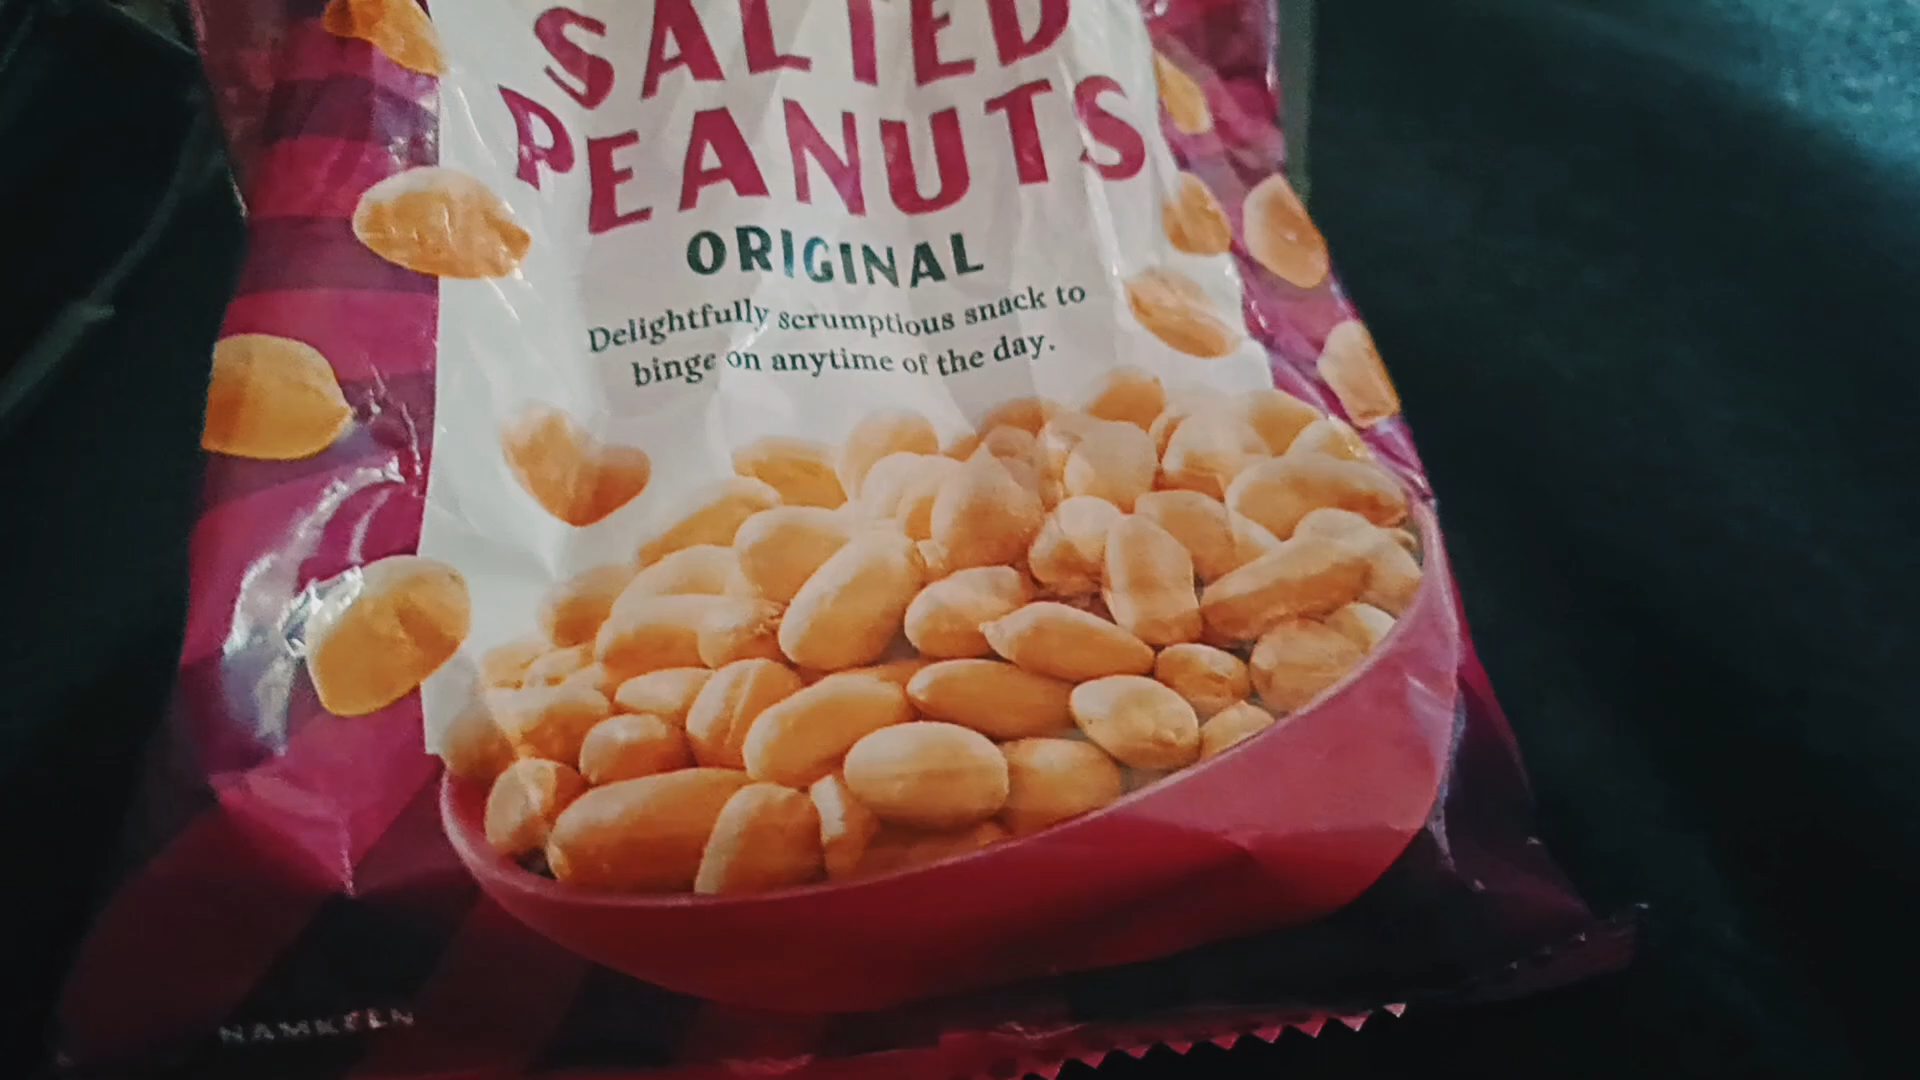 SALTED
PEANUTS
ORIGINAL
Delightfully scrumptious snack to
binge on anytime of the day.
NAMKEEN